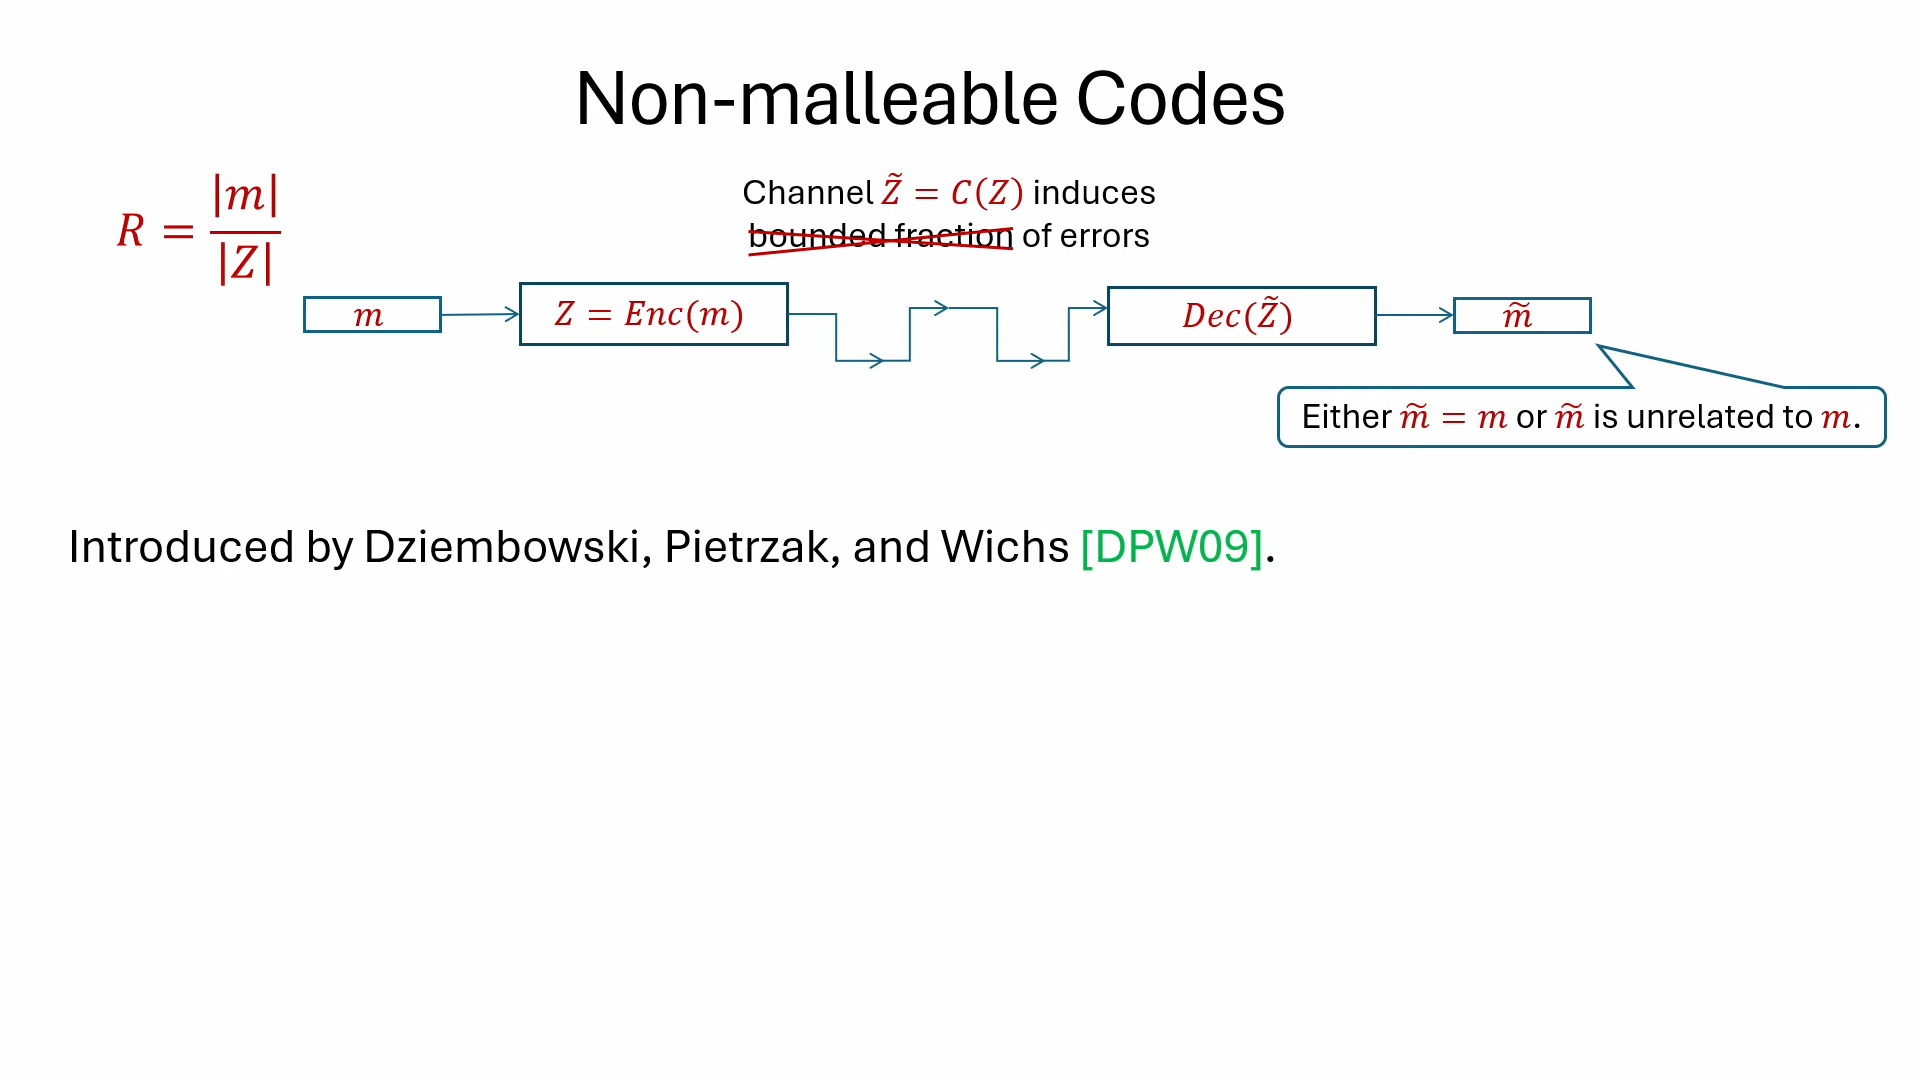 Non-malleable Codes
R = |m| / |Z|
Channel Z̃ = C(Z) induces
bounded fraction of errors
m
Z = Enc(m)
Dec(Z̃)
m̃
Either m̃ = m or m̃ is unrelated to m.
Introduced by Dziembowski, Pietrzak, and Wichs [DPW09].